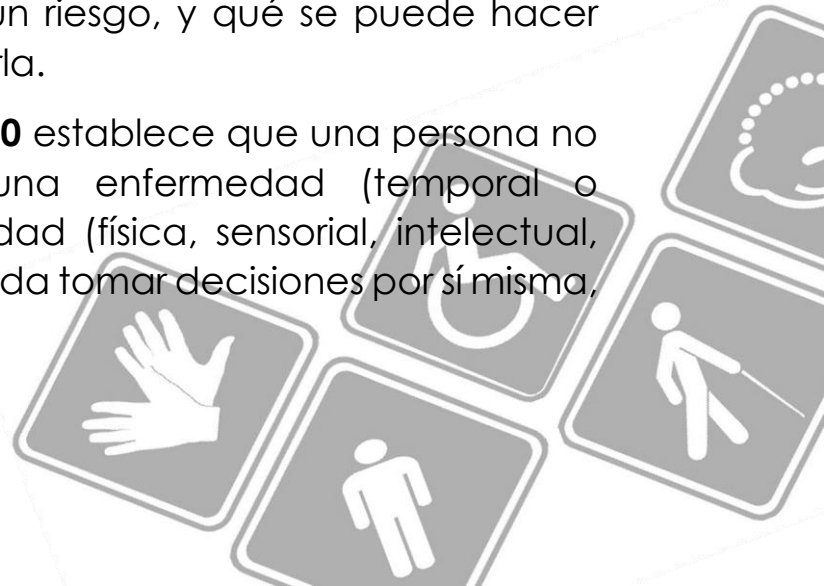 un riesgo, y qué se puede hacer
rla.
0 establece que una persona no
una enfermedad (temporal o
dad (física, sensorial, intelectual,
da tomar decisiones por sí misma,